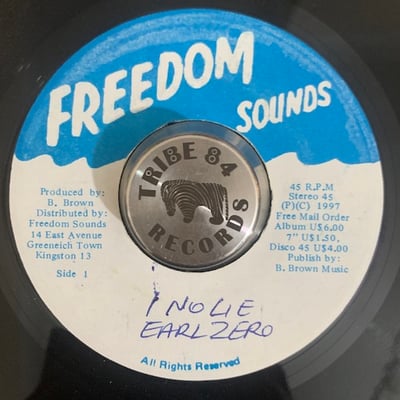 FREEDOM
SOUNDS
TRIBE 84
RECORDS
Produced by:
B. Brown
Distributed by:
Freedom Sounds
14 East Avenue
Greeneich Town
Kingston 13
Side 1
45 R.P.M
Stereo 45
(P)(C) 1997
Free Mail Order
Album U$6.00
7" U$1.50,
Disco 45 U$4.00
Publish by:
B. Brown Music
I NO LIE
EARL ZERO
All Rights Reserved